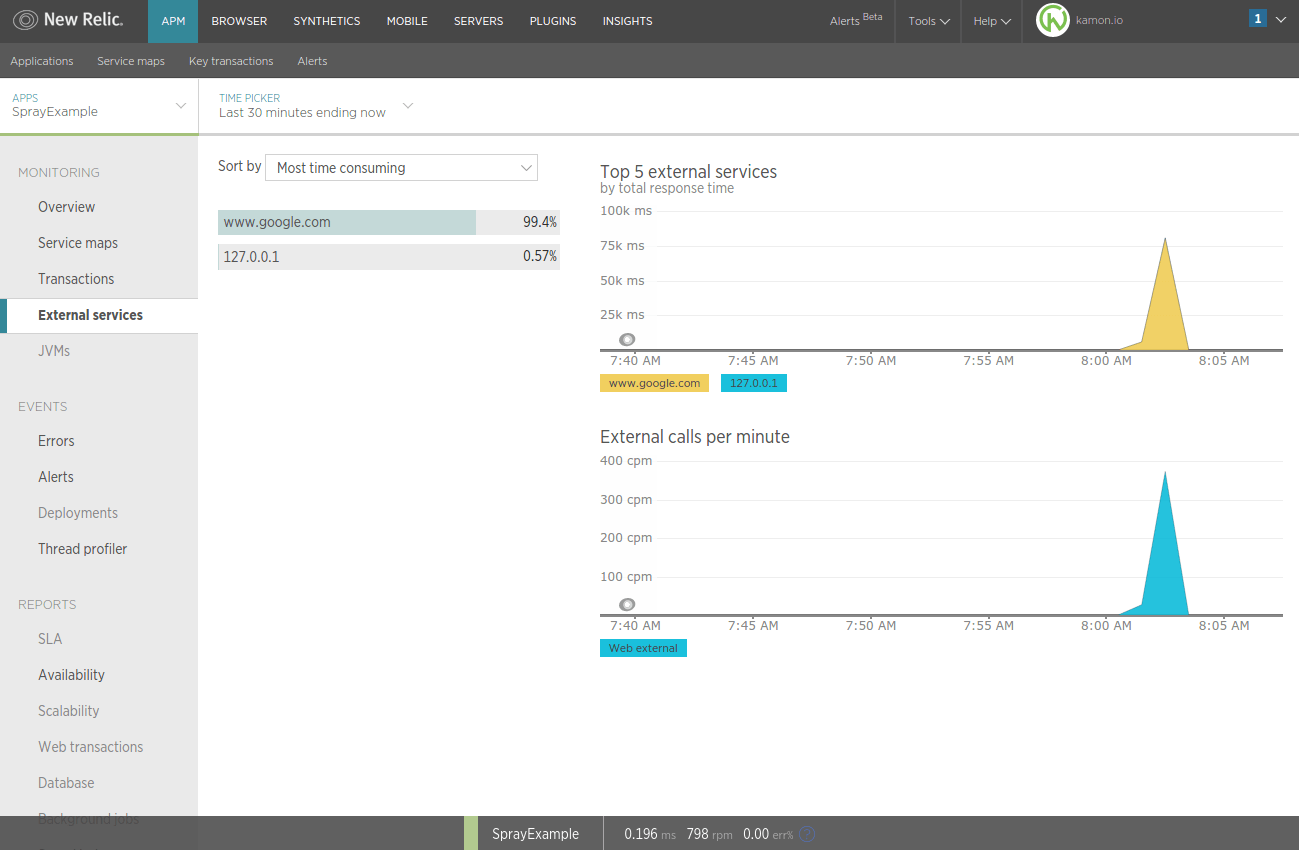 New Relic.
APM BROWSER SYNTHETICS MOBILE SERVERS PLUGINS INSIGHTS Alerts Beta Tools Help kamon.io 1
Applications Service maps Key transactions Alerts
APPS
SprayExample
TIME PICKER
Last 30 minutes ending now
MONITORING
Overview
Service maps
Transactions
External services
JVMs
EVENTS
Errors
Alerts
Deployments
Thread profiler
REPORTS
SLA
Availability
Scalability
Web transactions
Database
Background jobs
Sort by Most time consuming
www.google.com 99.4%
127.0.0.1 0.57%
Top 5 external services
by total response time
100k ms
75k ms
50k ms
25k ms
7:40 AM 7:45 AM 7:50 AM 7:55 AM 8:00 AM 8:05 AM
www.google.com 127.0.0.1
External calls per minute
400 cpm
300 cpm
200 cpm
100 cpm
7:40 AM 7:45 AM 7:50 AM 7:55 AM 8:00 AM 8:05 AM
Web external
SprayExample 0.196 ms 798 rpm 0.00 err% ?